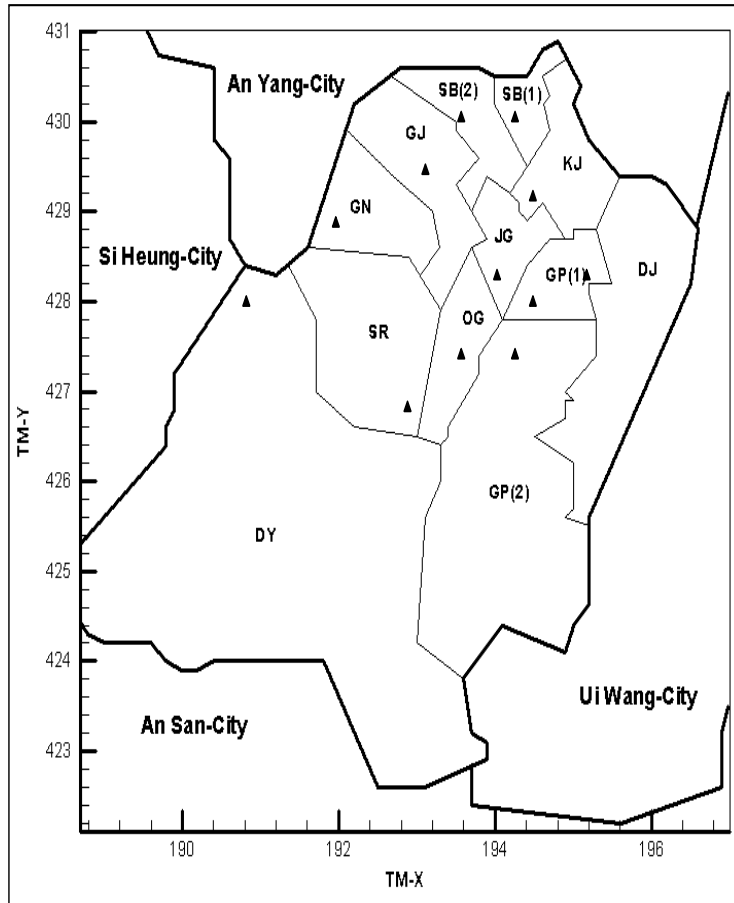 431
430
429
428
427
426
425
424
423
TM-Y
An Yang-City
SB(2)
SB(1)
GJ
KJ
GN
JG
Si Heung-City
GP(1)
DJ
OG
SR
GP(2)
DY
Ui Wang-City
An San-City
190
192
194
196
TM-X